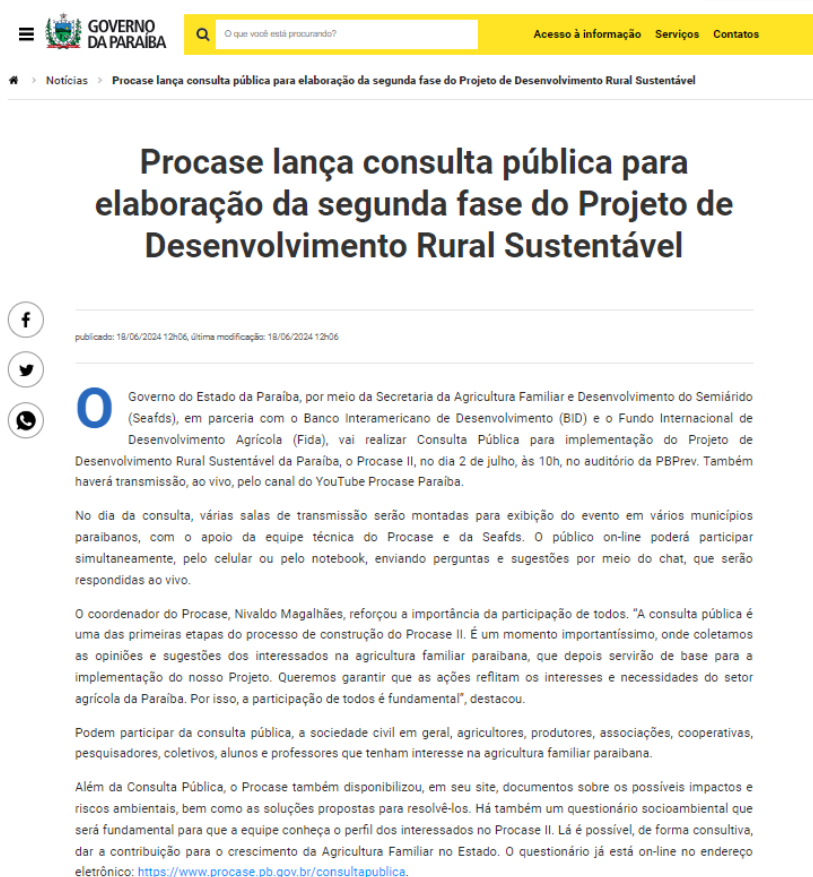 GOVERNO
DA PARAÍBA
O que você está procurando?
Acesso à informação Serviços Contatos
Notícias > Procase lança consulta pública para elaboração da segunda fase do Projeto de Desenvolvimento Rural Sustentável
Procase lança consulta pública para
elaboração da segunda fase do Projeto de
Desenvolvimento Rural Sustentável
publicado: 18/06/2024 12h06, última modificação: 18/06/2024 12h06
O Governo do Estado da Paraíba, por meio da Secretaria da Agricultura Familiar e Desenvolvimento do Semiárido
(Seafds), em parceria com o Banco Interamericano de Desenvolvimento (BID) e o Fundo Internacional de
Desenvolvimento Agrícola (Fida), vai realizar Consulta Pública para implementação do Projeto de
Desenvolvimento Rural Sustentável da Paraíba, o Procase II, no dia 2 de julho, às 10h, no auditório da PBPrev. Também
haverá transmissão, ao vivo, pelo canal do YouTube Procase Paraíba.
No dia da consulta, várias salas de transmissão serão montadas para exibição do evento em vários municípios
paraibanos, com o apoio da equipe técnica do Procase e da Seafds. O público on-line poderá participar
simultaneamente, pelo celular ou pelo notebook, enviando perguntas e sugestões por meio do chat, que serão
respondidas ao vivo.
O coordenador do Procase, Nivaldo Magalhães, reforçou a importância da participação de todos. “A consulta pública é
uma das primeiras etapas do processo de construção do Procase II. É um momento importantíssimo, onde coletamos
as opiniões e sugestões dos interessados na agricultura familiar paraibana, que depois servirão de base para a
implementação do nosso Projeto. Queremos garantir que as ações reflitam os interesses e necessidades do setor
agrícola da Paraíba. Por isso, a participação de todos é fundamental”, destacou.
Podem participar da consulta pública, a sociedade civil em geral, agricultores, produtores, associações, cooperativas,
pesquisadores, coletivos, alunos e professores que tenham interesse na agricultura familiar paraibana.
Além da Consulta Pública, o Procase também disponibilizou, em seu site, documentos sobre os possíveis impactos e
riscos ambientais, bem como as soluções propostas para resolvê-los. Há também um questionário socioambiental que
será fundamental para que a equipe conheça o perfil dos interessados no Procase II. Lá é possível, de forma consultiva,
dar a contribuição para o crescimento da Agricultura Familiar no Estado. O questionário já está on-line no endereço
eletrônico: https://www.procase.pb.gov.br/consultapublica.